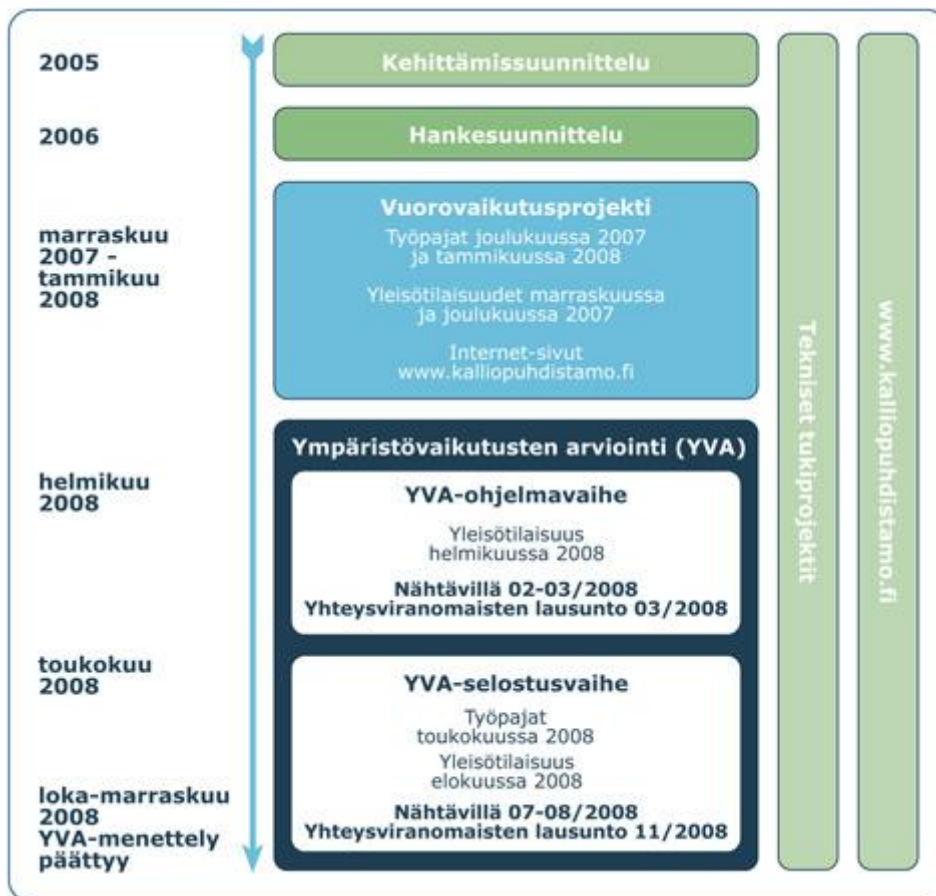 2005
Kehittämissuunnittelu
2006
Hankesuunnittelu
marraskuu
2007 -
tammikuu
2008
Vuorovaikutusprojekti
Työpajat joulukuussa 2007
ja tammikuussa 2008
Yleisötilaisuudet marraskuussa
ja joulukuussa 2007
Internet-sivut
www.kalliopuhdistamo.fi
Ympäristövaikutusten arviointi (YVA)
helmikuu
2008
YVA-ohjelmavaihe
Yleisötilaisuus
helmikuussa 2008
Nähtävillä 02-03/2008
Yhteysviranomaisten lausunto 03/2008
toukokuu
2008
YVA-selostusvaihe
Työpajat
toukokuussa 2008
Yleisötilaisuus
elokuussa 2008
Nähtävillä 07-08/2008
Yhteysviranomaisten lausunto 11/2008
loka-marraskuu
2008
YVA-menettely
päättyy
Tekniset tukiprojektit
www.kalliopuhdistamo.fi